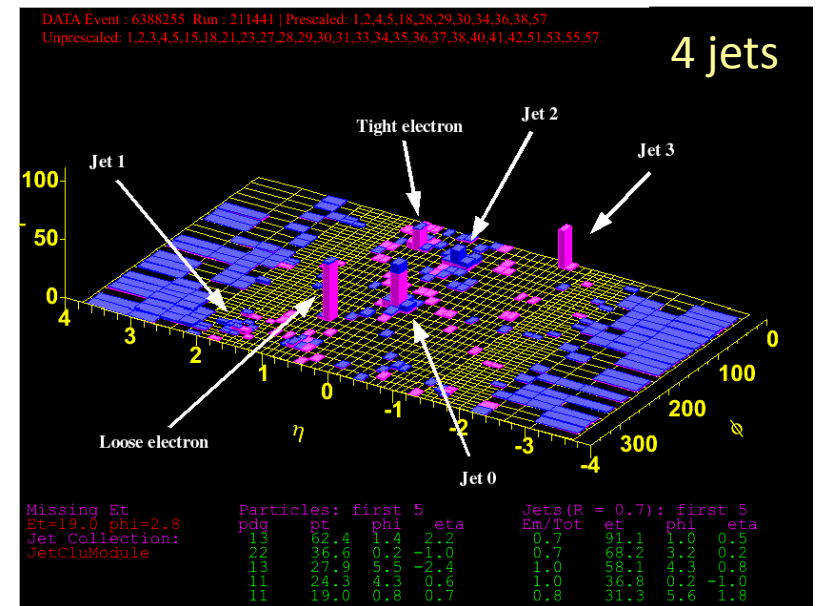 DATA Event : 6388255 Run : 211441 | Prescaled: 1,2,4,5,18,28,29,30,34,36,38,57
Unprescaled: 1,2,3,4,5,15,18,21,23,27,28,29,30,31,33,34,35,36,37,38,40,41,42,51,53,55,57
4 jets
Tight electron
Jet 2
Jet 3
Jet 1
100
50
0
4
3
2
1
0
-1
-2
-3
-4
η
0
100
200
300
ϕ
Loose electron
Jet 0
Missing Et
Et=19.0 phi=2.8
Jet Collection:
JetCluModule
Particles: first 5
pdg pt phi eta
13 62.4 1.4 2.2
22 36.6 0.2 -1.0
13 27.9 5.5 -2.4
11 24.3 4.3 0.6
11 19.0 0.8 0.7
Jets(R = 0.7): first 5
Em/Tot et phi eta
0.7 91.1 1.0 0.5
0.7 68.2 3.2 0.2
1.0 58.1 4.3 0.8
1.0 36.8 0.2 -1.0
0.8 31.3 5.6 1.8